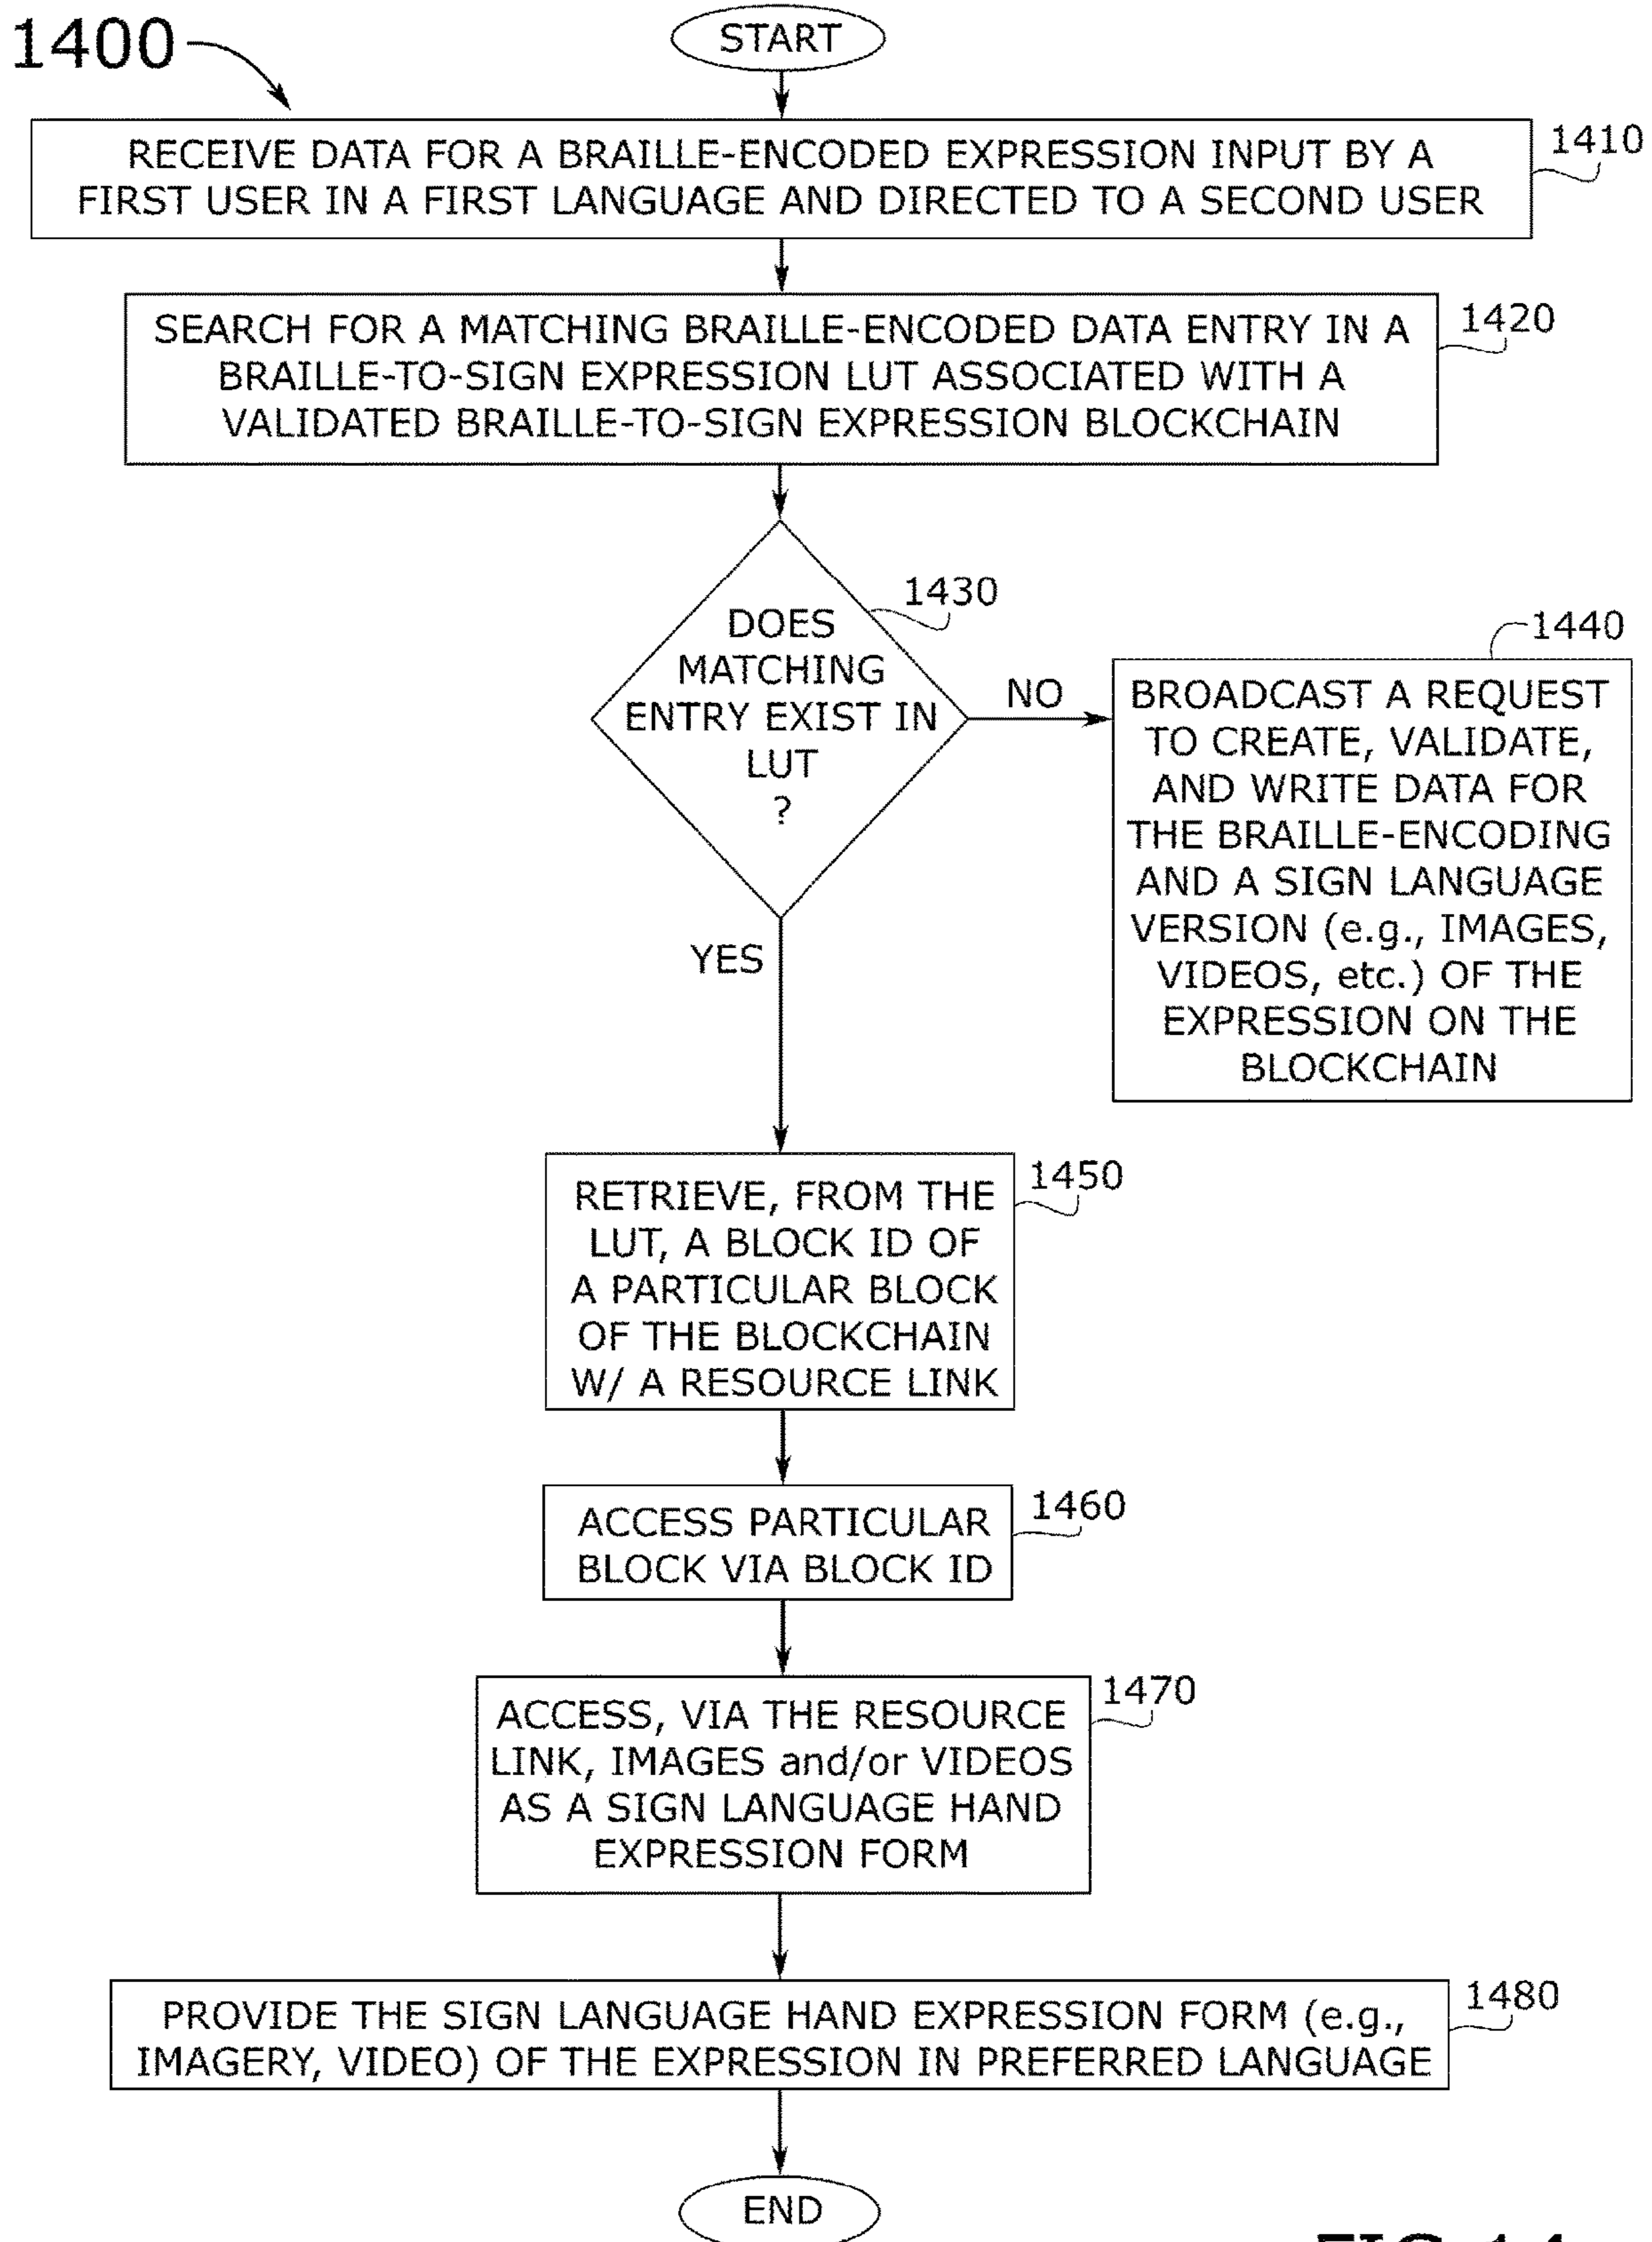 1400
START
RECEIVE DATA FOR A BRAILLE-ENCODED EXPRESSION INPUT BY A
FIRST USER IN A FIRST LANGUAGE AND DIRECTED TO A SECOND USER
1410
SEARCH FOR A MATCHING BRAILLE-ENCODED DATA ENTRY IN A
BRAILLE-TO-SIGN EXPRESSION LUT ASSOCIATED WITH A
VALIDATED BRAILLE-TO-SIGN EXPRESSION BLOCKCHAIN
1420
DOES
MATCHING
ENTRY EXIST IN
LUT
?
1430
NO
1440
BROADCAST A REQUEST
TO CREATE, VALIDATE,
AND WRITE DATA FOR
THE BRAILLE-ENCODING
AND A SIGN LANGUAGE
VERSION (e.g., IMAGES,
VIDEOS, etc.) OF THE
EXPRESSION ON THE
BLOCKCHAIN
YES
RETRIEVE, FROM THE
LUT, A BLOCK ID OF
A PARTICULAR BLOCK
OF THE BLOCKCHAIN
W/ A RESOURCE LINK
1450
ACCESS PARTICULAR
BLOCK VIA BLOCK ID
1460
ACCESS, VIA THE RESOURCE
LINK, IMAGES and/or VIDEOS
AS A SIGN LANGUAGE HAND
EXPRESSION FORM
1470
PROVIDE THE SIGN LANGUAGE HAND EXPRESSION FORM (e.g.,
IMAGERY, VIDEO) OF THE EXPRESSION IN PREFERRED LANGUAGE
1480
END